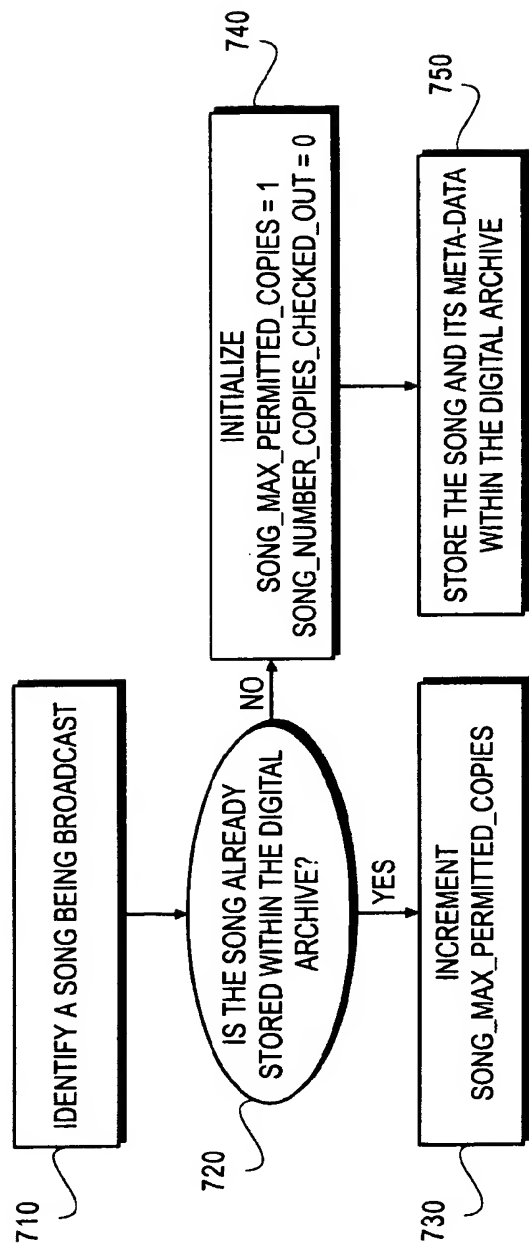 710
IDENTIFY A SONG BEING BROADCAST
720
IS THE SONG ALREADY
STORED WITHIN THE DIGITAL
ARCHIVE?
YES
NO
730
INCREMENT
SONG_MAX_PERMITTED_COPIES
740
INITIALIZE
SONG_MAX_PERMITTED_COPIES = 1
SONG_NUMBER_COPIES_CHECKED_OUT = 0
750
STORE THE SONG AND ITS META-DATA
WITHIN THE DIGITAL ARCHIVE